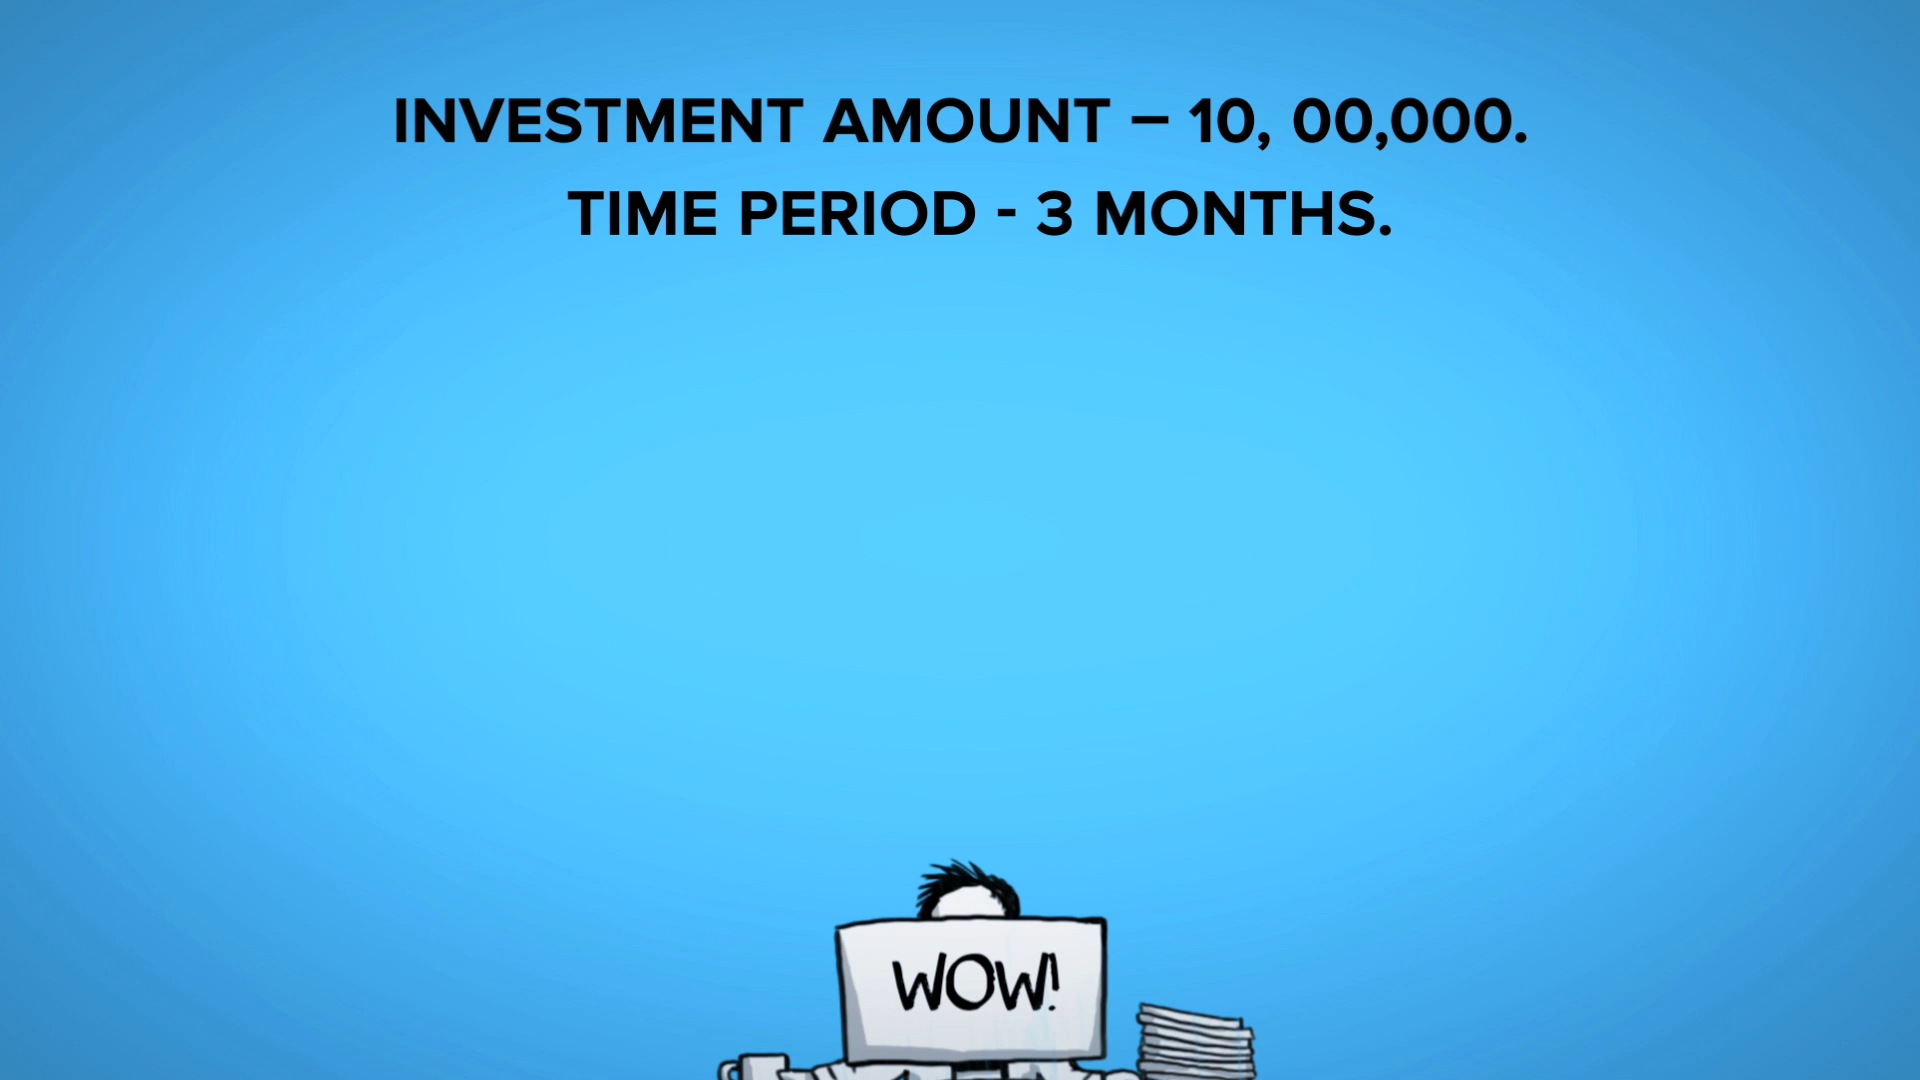 INVESTMENT AMOUNT – 10, 00,000.
TIME PERIOD - 3 MONTHS.
WOW!